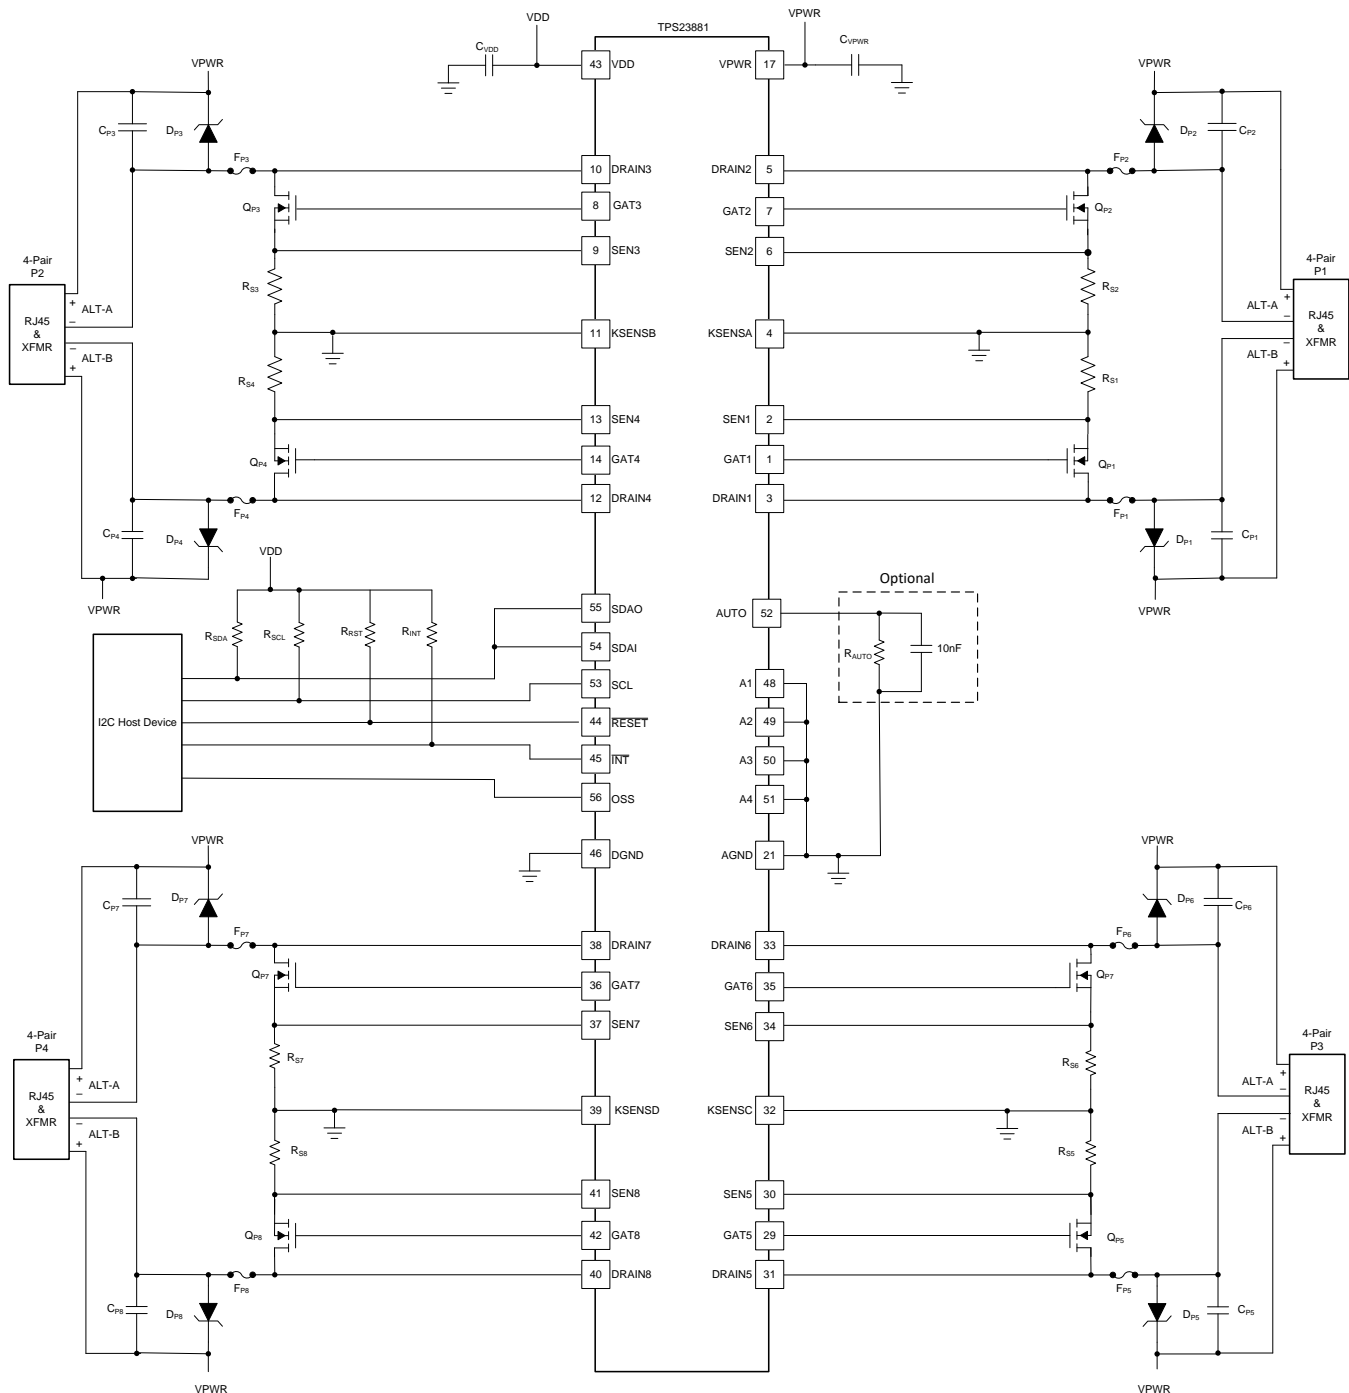 TPS23881
VDD
VPWR
CVDD
CVPWR
43
VDD
VPWR
17
VPWR
CP3
DP3
FP3
10
DRAIN3
QP3
8
GAT3
9
SEN3
RS3
11
KSENSB
RS4
13
SEN4
QP4
14
GAT4
12
DRAIN4
FP4
CP4
DP4
VPWR
4-Pair
P2
RJ45
&
XFMR
+
ALT-A
−
−
ALT-B
+
VPWR
DP2
CP2
FP2
DRAIN2
5
GAT2
7
QP2
SEN2
6
RS2
KSENSA
4
RS1
SEN1
2
GAT1
1
QP1
DRAIN1
3
FP1
DP1
CP1
VPWR
4-Pair
P1
RJ45
&
XFMR
+
ALT-A
−
−
ALT-B
+
VDD
RSDA
RSCL
RRST
RINT
I2C Host Device
55
SDAO
54
SDAI
53
SCL
44
RESET
45
INT
56
OSS
46
DGND
Optional
AUTO
52
RAUTO
10nF
A1
48
A2
49
A3
50
A4
51
AGND
21
VPWR
CP7
DP7
FP7
38
DRAIN7
QP7
36
GAT7
37
SEN7
RS7
39
KSENSD
RS8
41
SEN8
QP8
42
GAT8
40
DRAIN8
FP8
CP8
DP8
VPWR
4-Pair
P4
RJ45
&
XFMR
+
ALT-A
−
−
ALT-B
+
VPWR
DP6
CP6
FP6
DRAIN6
33
GAT6
35
QP7
SEN6
34
RS6
KSENSC
32
RS5
SEN5
30
GAT5
29
QP5
DRAIN5
31
FP5
DP5
CP5
VPWR
4-Pair
P3
RJ45
&
XFMR
+
ALT-A
−
−
ALT-B
+